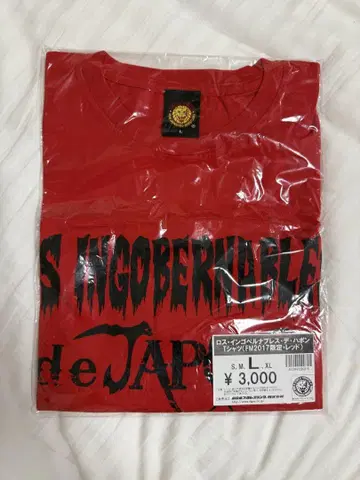 L
S INGOBERNABLE
de JAPO
ロス・インゴベルナブレス・デ・ハポン
Tシャツ(FM2017限定・レッド)
S. M. L. XL
¥ 3,000